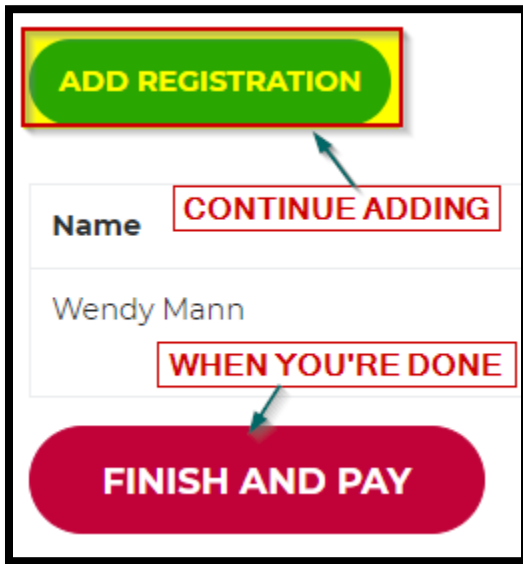 ADD REGISTRATION
CONTINUE ADDING
Name
Wendy Mann
WHEN YOU'RE DONE
FINISH AND PAY